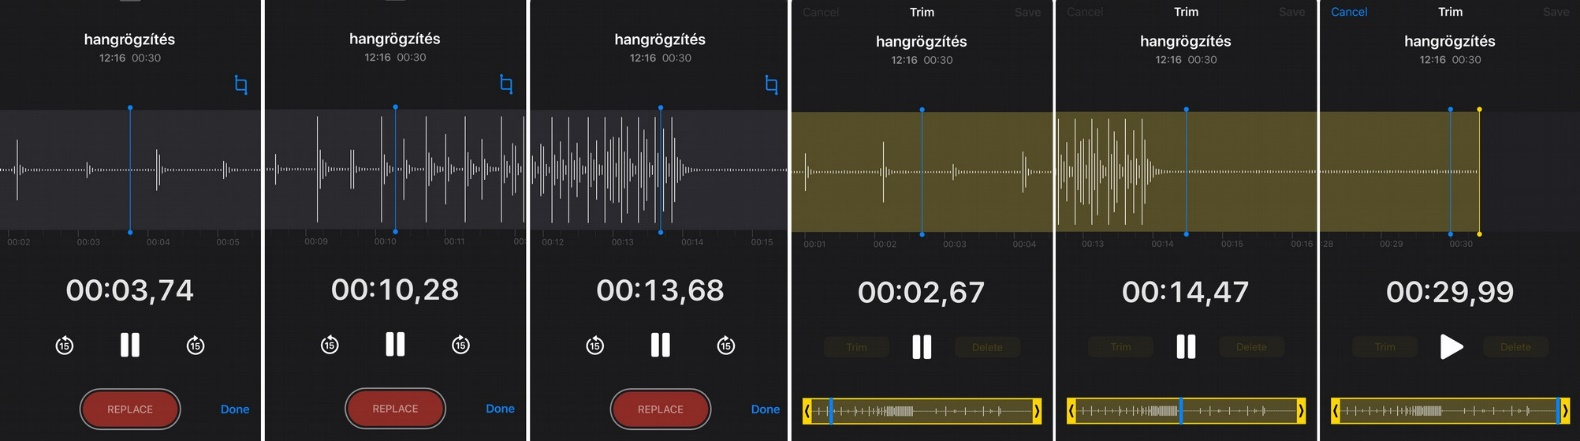 hangrögzítés
12:16 00:30
00:02 00:03 00:04 00:05
00:03,74
15 15
REPLACE Done
hangrögzítés
12:16 00:30
00:09 00:10 00:11
00:10,28
15 15
REPLACE Done
hangrögzítés
12:16 00:30
00:12 00:13 00:14 00:15
00:13,68
15 15
REPLACE Done
Cancel Trim Save
hangrögzítés
12:16 00:30
00:01 00:02 00:03 00:04
00:02,67
Trim Delete
Cancel Trim Save
hangrögzítés
12:16 00:30
00:13 00:14 00:15 00:16
00:14,47
Trim Delete
Cancel Trim Save
hangrögzítés
12:16 00:30
:28 00:29 00:30
00:29,99
Trim Delete